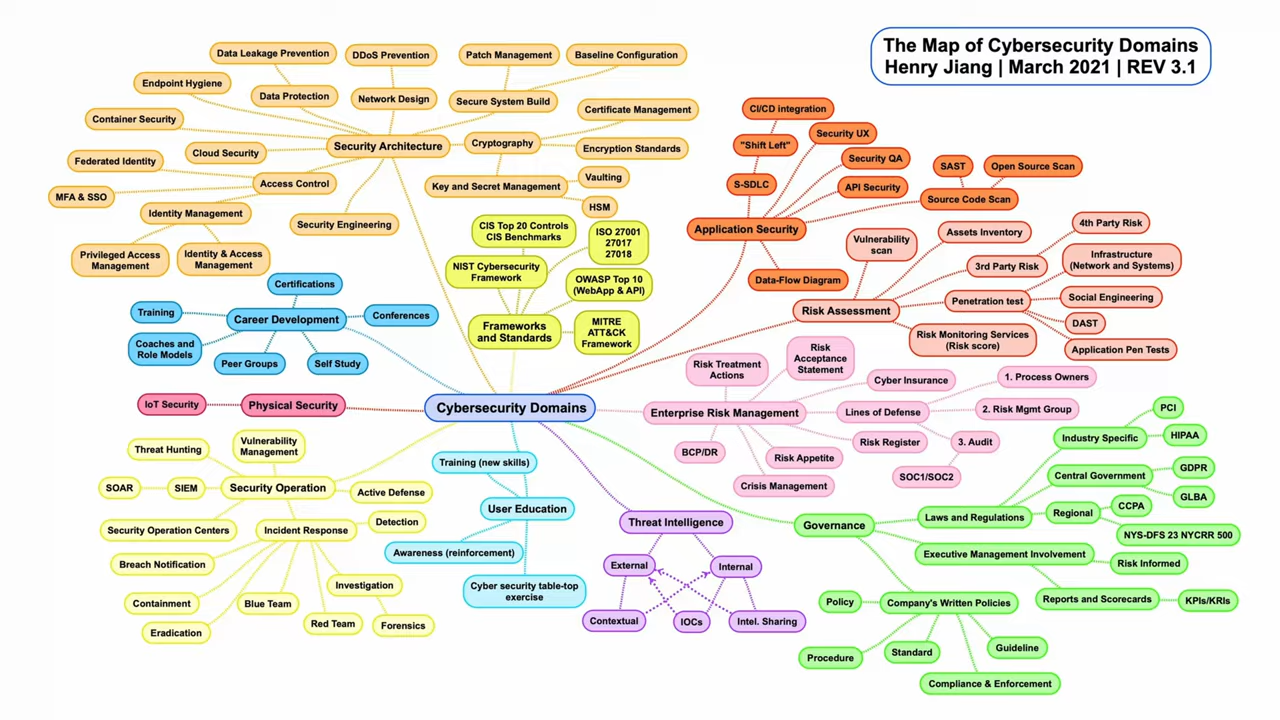 The Map of Cybersecurity Domains
Henry Jiang | March 2021 | REV 3.1
Data Leakage Prevention
DDoS Prevention
Patch Management
Baseline Configuration
Endpoint Hygiene
Data Protection
Network Design
Secure System Build
Certificate Management
Container Security
Security Architecture
Cryptography
Encryption Standards
Cloud Security
Federated Identity
Access Control
Key and Secret Management
Vaulting
HSM
MFA & SSO
Identity Management
Security Engineering
Privileged Access
Management
Identity & Access
Management
CIS Top 20 Controls
CIS Benchmarks
ISO 27001
27017
27018
NIST Cybersecurity
Framework
OWASP Top 10
(WebApp & API)
Frameworks
and Standards
MITRE
ATT&CK
Framework
CI/CD integration
"Shift Left"
S-SDLC
Security UX
Security QA
API Security
SAST
Open Source Scan
Source Code Scan
Application Security
Data-Flow Diagram
Vulnerability
scan
Assets Inventory
4th Party Risk
3rd Party Risk
Infrastructure
(Network and Systems)
Penetration test
Social Engineering
DAST
Application Pen Tests
Risk Assessment
Risk Monitoring Services
(Risk score)
Certifications
Training
Career Development
Conferences
Coaches and
Role Models
Peer Groups
Self Study
IoT Security
Physical Security
Cybersecurity Domains
Risk Treatment
Actions
Risk
Acceptance
Statement
Cyber Insurance
1. Process Owners
Enterprise Risk Management
Lines of Defense
2. Risk Mgmt Group
Risk Register
3. Audit
BCP/DR
Risk Appetite
SOC1/SOC2
Crisis Management
Threat Hunting
Vulnerability
Management
SOAR
SIEM
Security Operation
Active Defense
Security Operation Centers
Incident Response
Detection
Breach Notification
Investigation
Containment
Blue Team
Red Team
Forensics
Eradication
Training (new skills)
User Education
Awareness (reinforcement)
Cyber security table-top
exercise
Threat Intelligence
External
Internal
Contextual
IOCs
Intel. Sharing
PCI
Industry Specific
HIPAA
Central Government
GDPR
GLBA
Governance
Laws and Regulations
Regional
CCPA
NYS-DFS 23 NYCRR 500
Executive Management Involvement
Risk Informed
Reports and Scorecards
KPIs/KRIs
Policy
Company's Written Policies
Procedure
Standard
Guideline
Compliance & Enforcement